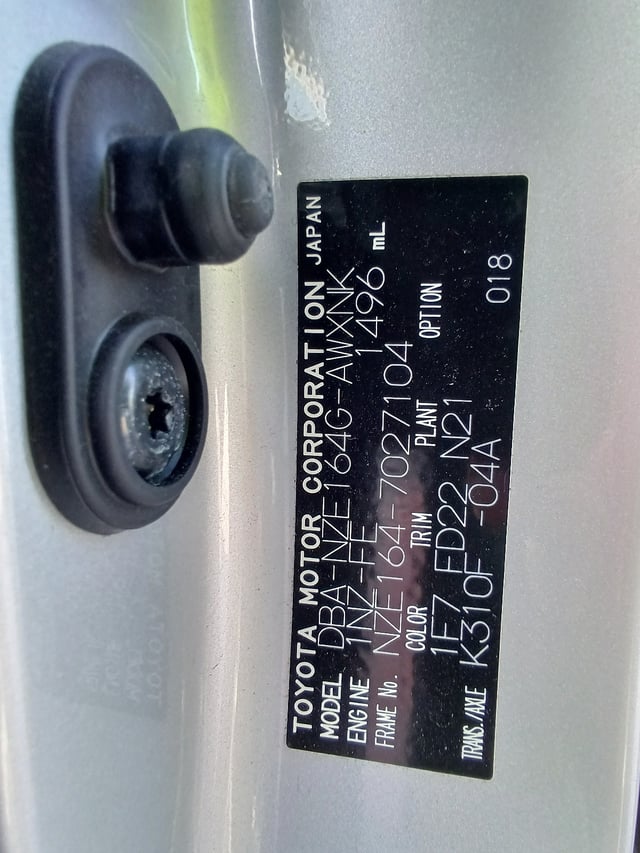 TOYOTA MOTOR CORPORATION JAPAN
MODEL DBA-NZE164G-AWXNK
ENGINE 1NZ-FE 1496 mL
FRAME No. NZE164-7027104
COLOR TRIM PLANT OPTION
1F7 FD22 N21
TRANS./AXLE K310F -04A 018